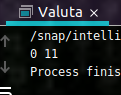 Valuta ×
/snap/intelli
0 11
Process finis